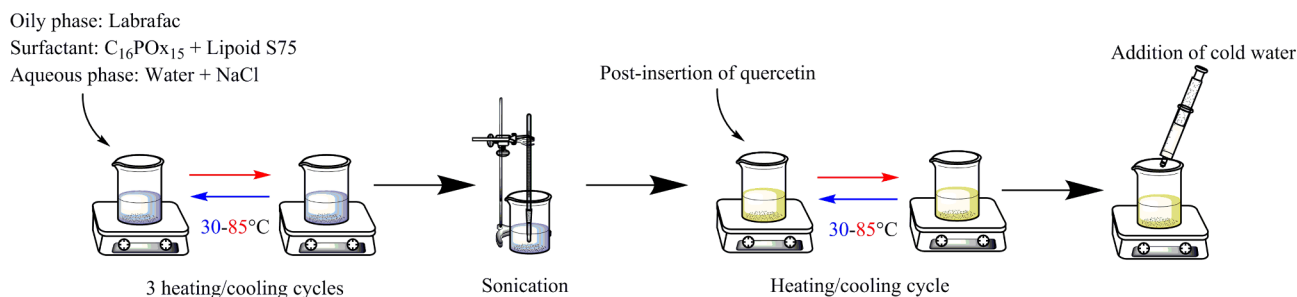 Oily phase: Labrafac
Surfactant: C₁₆POx₁₅ + Lipoid S75
Aqueous phase: Water + NaCl
Post-insertion of quercetin
Addition of cold water
30-85°C
30-85°C
3 heating/cooling cycles
Sonication
Heating/cooling cycle